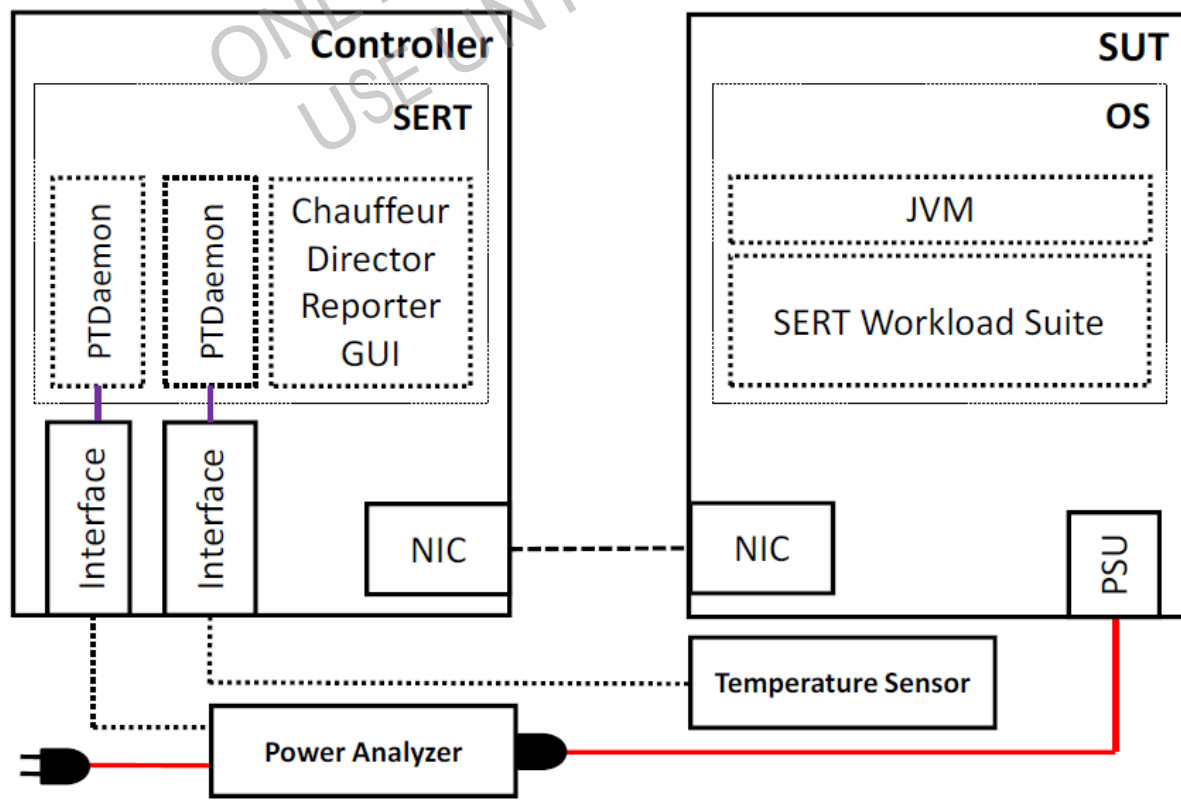 Controller
SERT
PTDaemon
PTDaemon
Chauffeur
Director
Reporter
GUI
Interface
Interface
NIC
SUT
OS
JVM
SERT Workload Suite
NIC
PSU
Temperature Sensor
Power Analyzer
USE